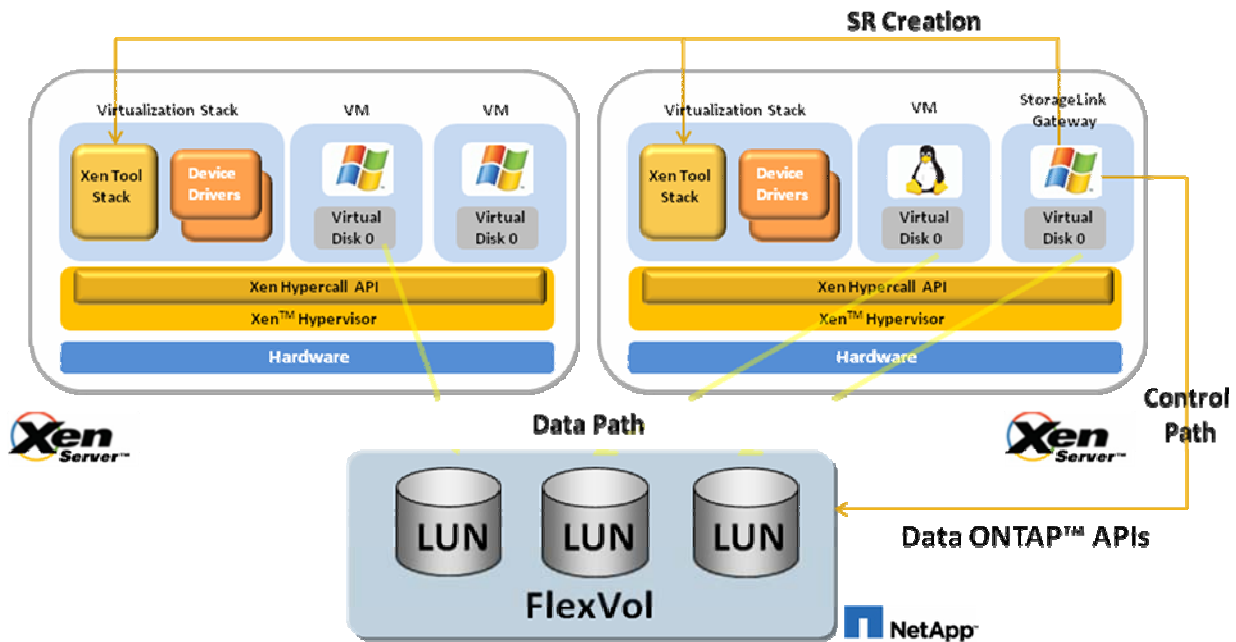 SR Creation
Virtualization Stack
VM
VM
Xen Tool
Stack
Device
Drivers
Virtual
Disk 0
Virtual
Disk 0
Xen Hypercall API
Xen™ Hypervisor
Hardware
Virtualization Stack
VM
StorageLink
Gateway
Xen Tool
Stack
Device
Drivers
Virtual
Disk 0
Virtual
Disk 0
Xen Hypercall API
Xen™ Hypervisor
Hardware
Xen
Server™
Data Path
Xen
Server™
Control
Path
LUN
LUN
LUN
FlexVol
Data ONTAP™ APIs
NetApp™